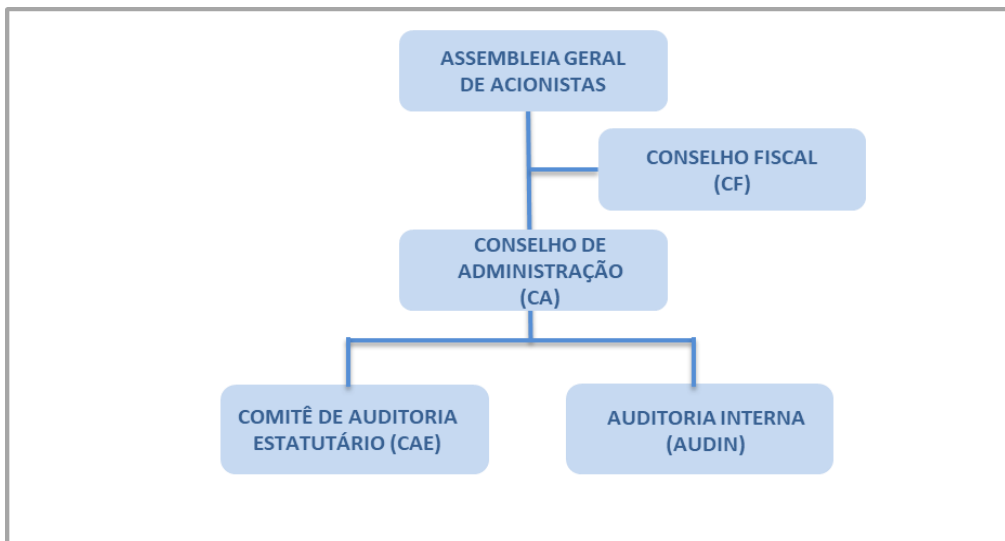 ASSEMBLEIA GERAL
DE ACIONISTAS
CONSELHO FISCAL
(CF)
CONSELHO DE
ADMINISTRAÇÃO
(CA)
COMITÊ DE AUDITORIA
ESTATUTÁRIO (CAE)
AUDITORIA INTERNA
(AUDIN)